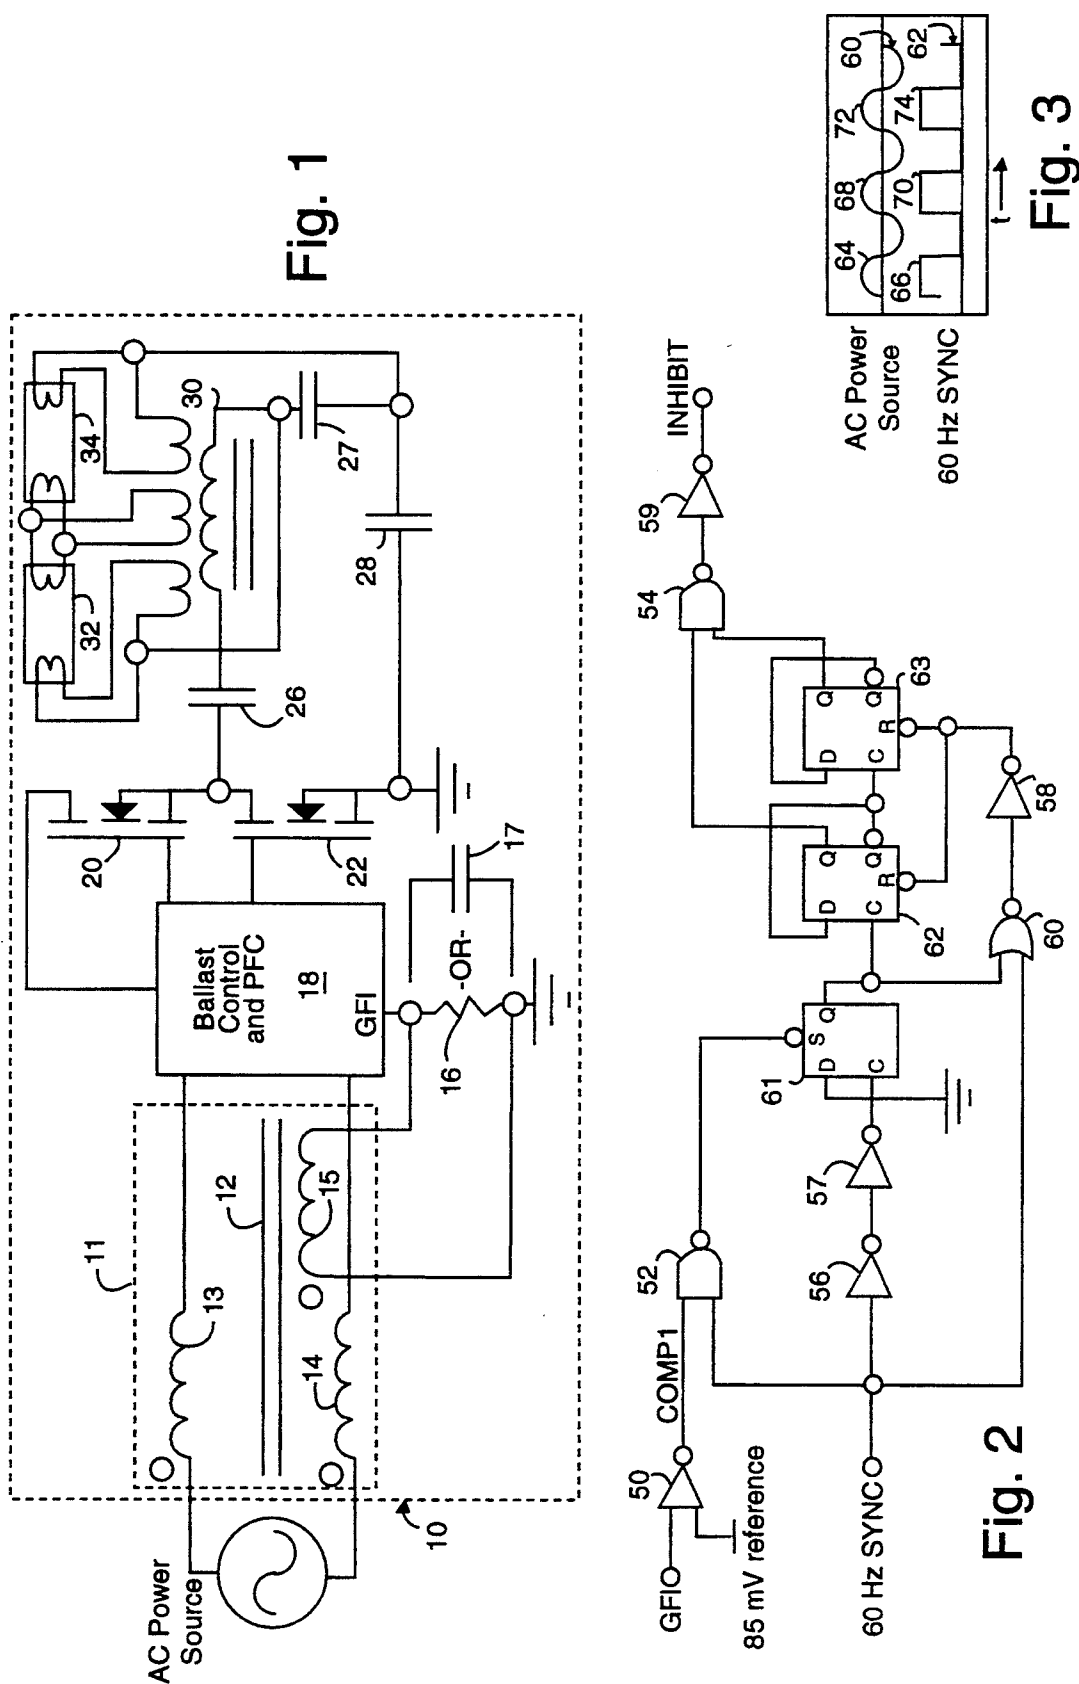 Fig. 1
AC Power
Source
10
11
12
13
14
15
16
-OR-
17
Ballast
Control
and PFC
18
GFI
20
22
26
27
28
30
32
34
Fig. 2
GFI
85 mV reference
50
COMP1
60 Hz SYNC
52
56
57
61
S
D
Q
C
62
D
Q
C
Q
R
63
D
Q
C
Q
R
54
59
INHIBIT
58
60
Fig. 3
AC Power
Source
60 Hz SYNC
64
68
72
60
66
70
74
62
t